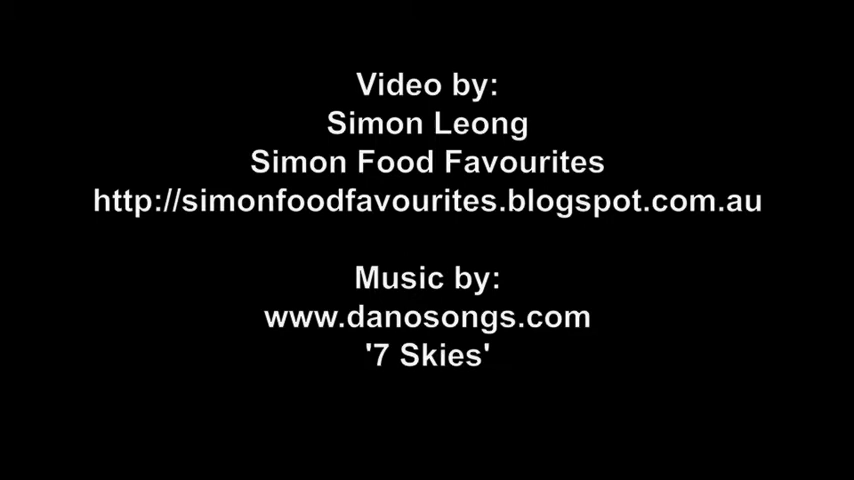 Video by:
Simon Leong
Simon Food Favourites
http://simonfoodfavourites.blogspot.com.au
Music by:
www.danosongs.com
'7 Skies'